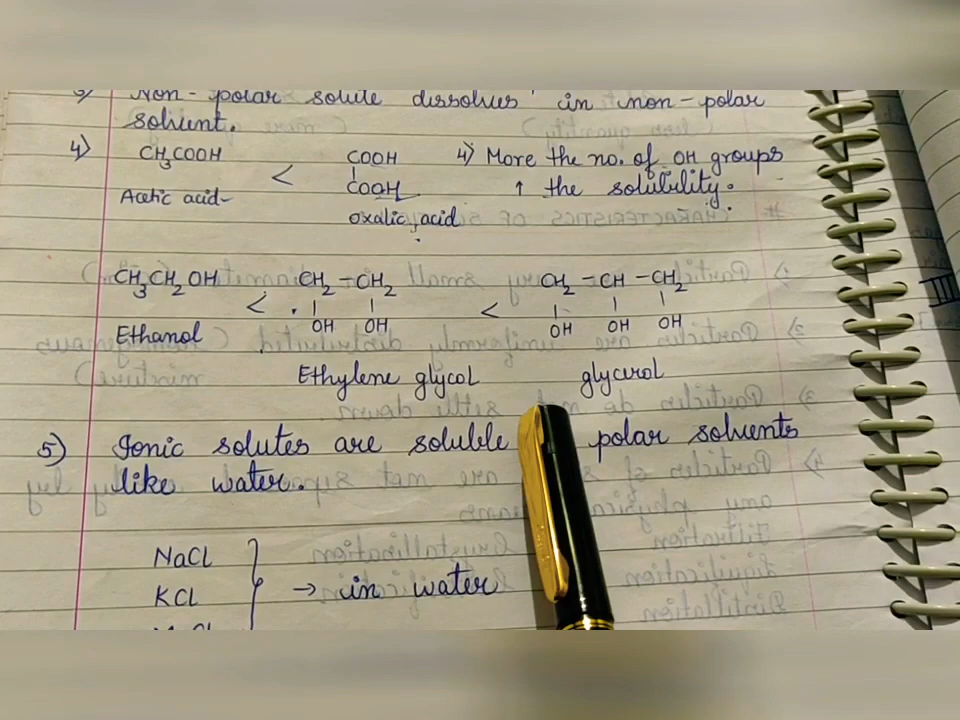 3) Non-polar solute dissolves in non-polar
solvent.
4) CH3COOH < COOH 4) More the no. of OH groups
COOH ↑ the solubility.
Acetic acid
oxalic acid
CH3CH2OH < CH2-CH2 < CH2-CH-CH2
OH OH OH OH OH
Ethanol
Ethylene glycol glycerol
5) Ionic solutes are soluble polar solvents
like water.
NaCl
KCl → in water